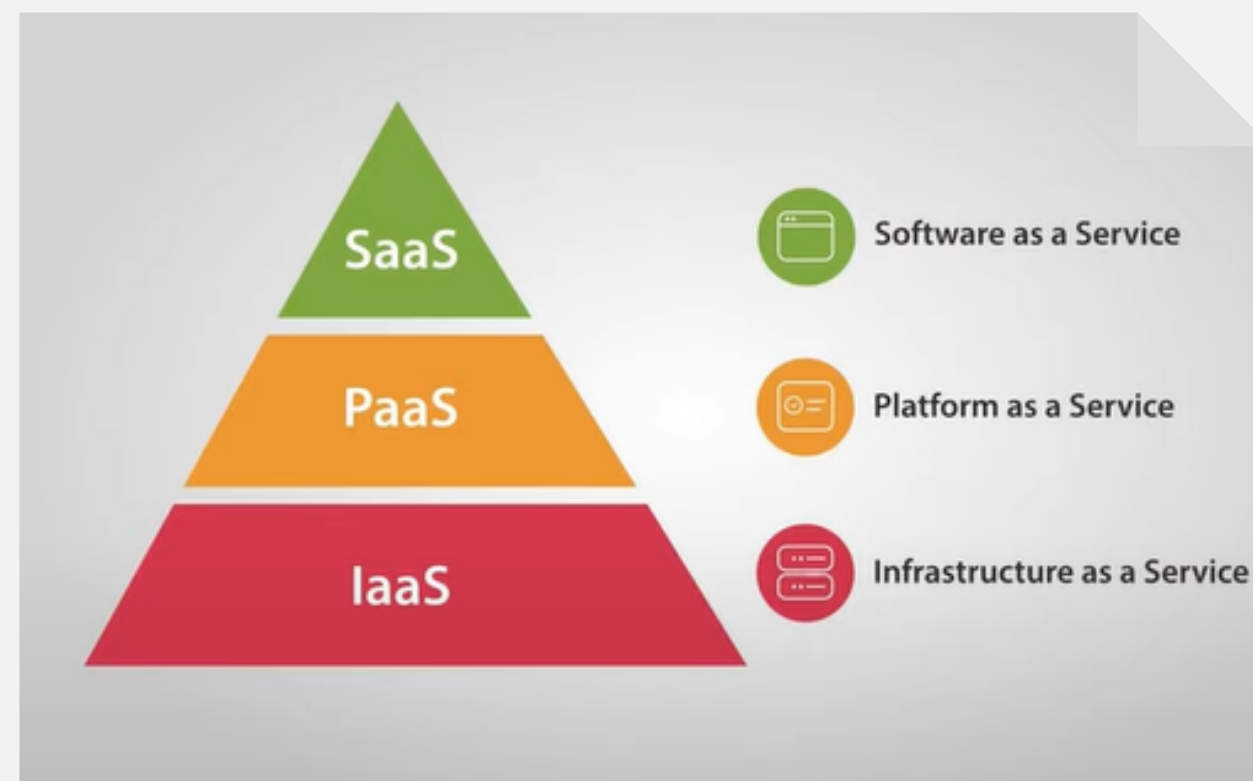 SaaS
Software as a Service
PaaS
Platform as a Service
IaaS
Infrastructure as a Service